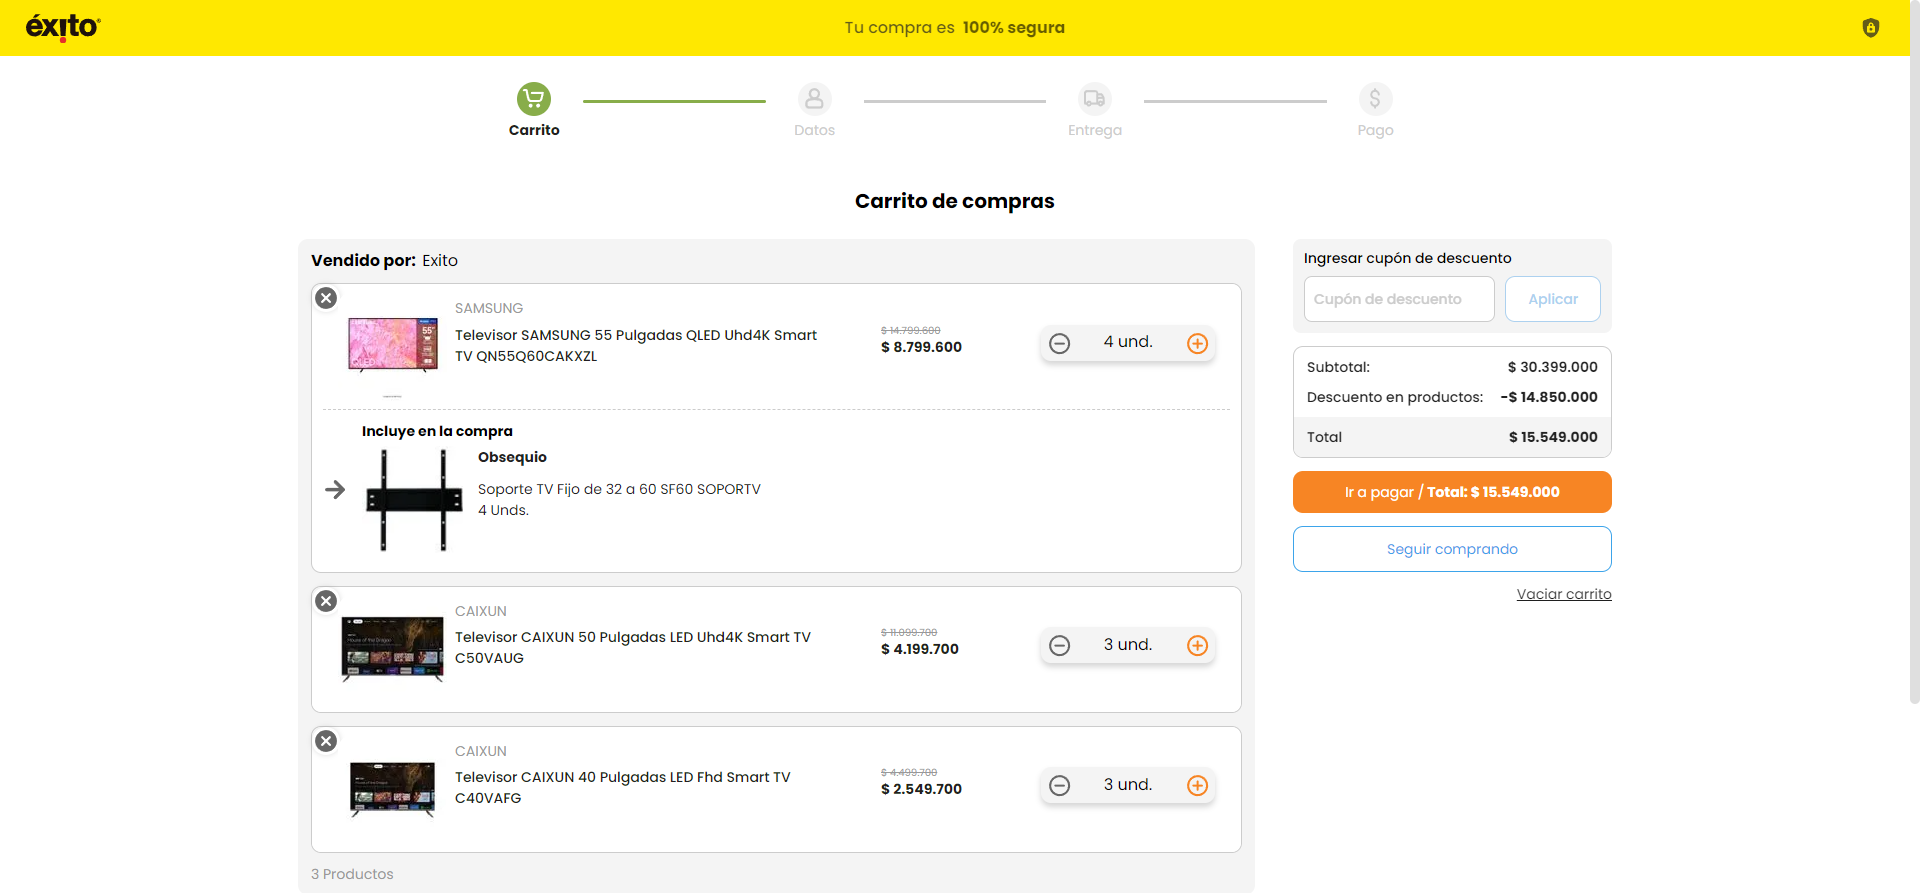 éxito
Tu compra es 100% segura
Carrito
Datos
Entrega
Pago
Carrito de compras
Vendido por: Exito
SAMSUNG
Televisor SAMSUNG 55 Pulgadas QLED Uhd4K Smart
TV QN55Q60CAKXZL
$ 14.799.600
$ 8.799.600
4 und.
Incluye en la compra
Obsequio
Soporte TV Fijo de 32 a 60 SF60 SOPORTV
4 Unds.
CAIXUN
Televisor CAIXUN 50 Pulgadas LED Uhd4K Smart TV
C50VAUG
$ 11.099.700
$ 4.199.700
3 und.
CAIXUN
Televisor CAIXUN 40 Pulgadas LED Fhd Smart TV
C40VAFG
$ 4.499.700
$ 2.549.700
3 und.
3 Productos
Ingresar cupón de descuento
Cupón de descuento
Aplicar
Subtotal: $ 30.399.000
Descuento en productos: -$ 14.850.000
Total $ 15.549.000
Ir a pagar / Total: $ 15.549.000
Seguir comprando
Vaciar carrito